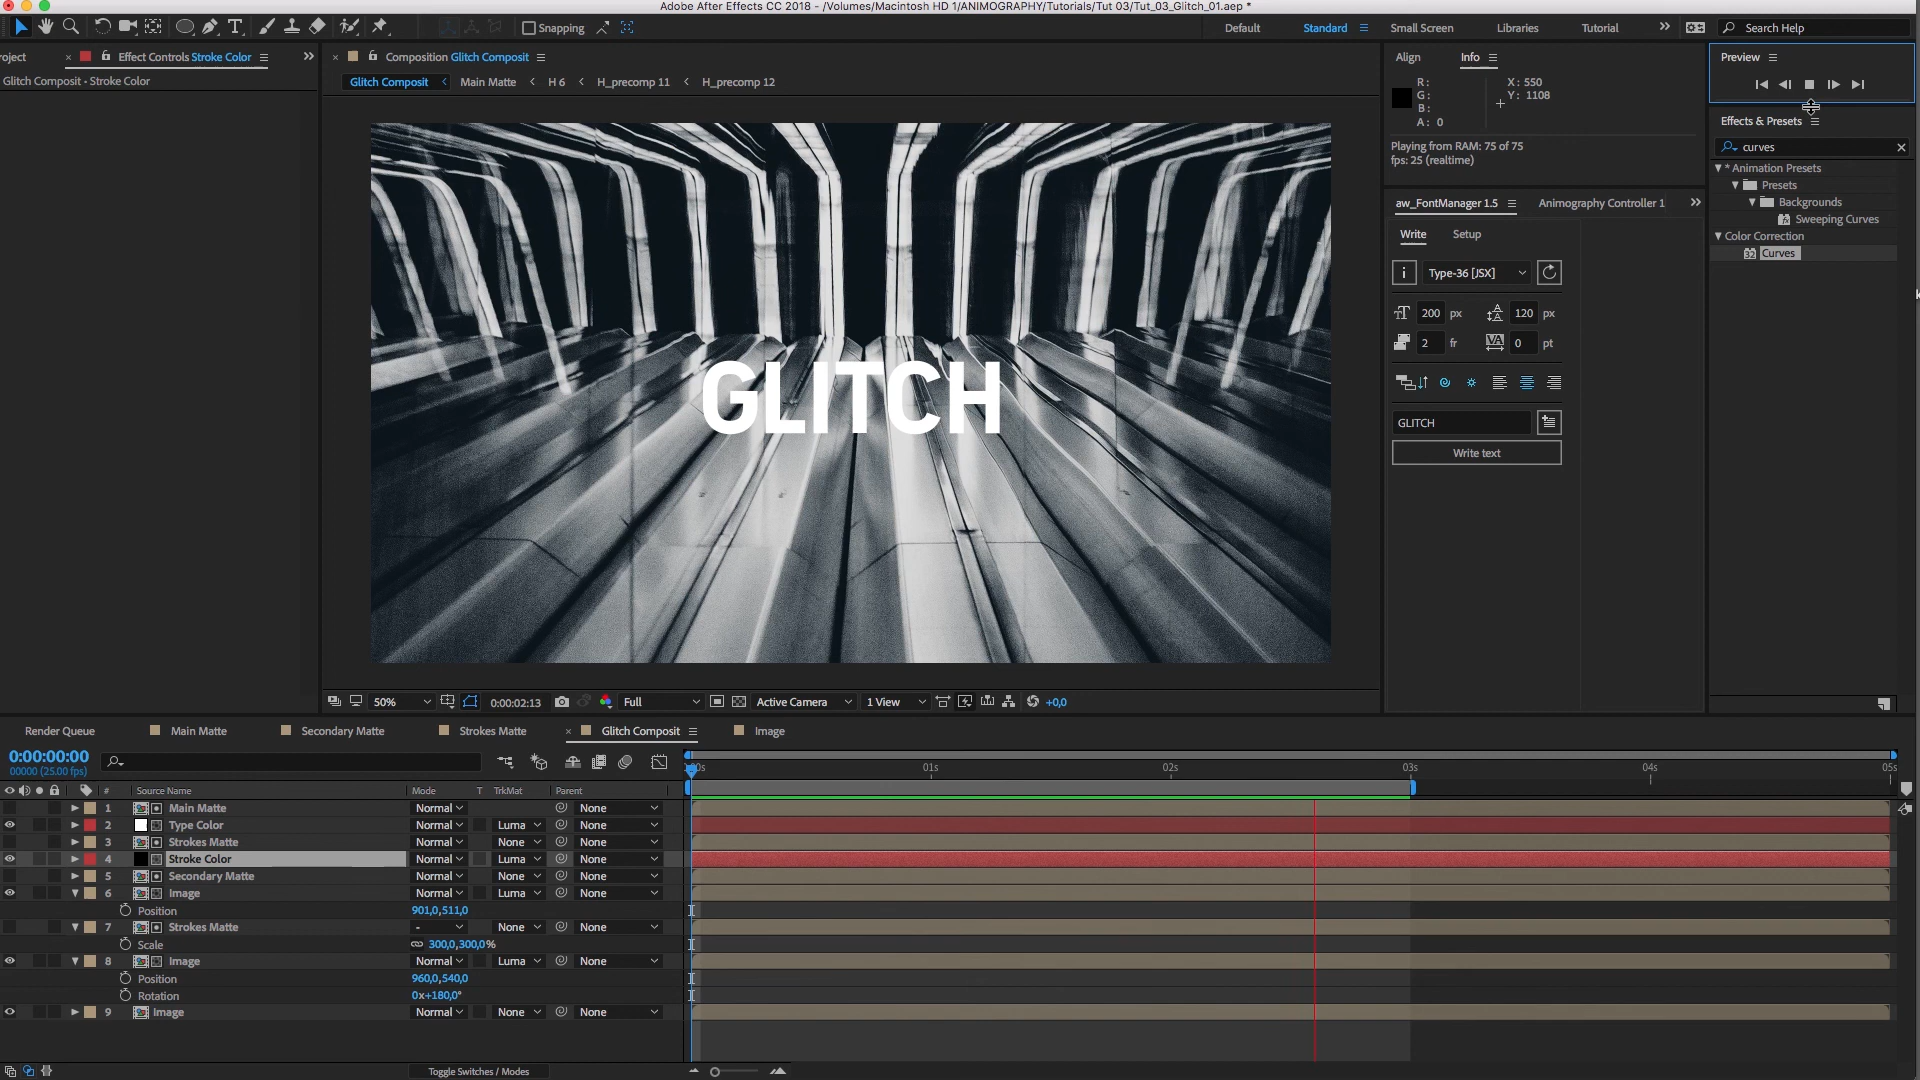 Adobe After Effects CC 2018 - /Volumes/Macintosh HD 1/ANIMOGRAPHY/Tutorials/Tut 03/Tut_03_Glitch_01.aep *
Snapping
Default
Standard
Small Screen
Libraries
Tutorial
Search Help
oject
Effect Controls Stroke Color
Glitch Composit - Stroke Color
Composition Glitch Composit
Glitch Composit
Main Matte
H 6
H_precomp 11
H_precomp 12
GLITCH
Align
Info
R:
G:
B:
A: 0
X: 550
Y: 1108
Playing from RAM: 75 of 75
fps: 25 (realtime)
aw_FontManager 1.5
Animography Controller 1
Write
Setup
Type-36 [JSX]
200 px
120 px
2 fr
0 pt
GLITCH
Write text
Preview
Effects & Presets
curves
* Animation Presets
Presets
Backgrounds
Sweeping Curves
Color Correction
Curves
50%
0:00:02:13
Full
Active Camera
1 View
+0,0
Render Queue
Main Matte
Secondary Matte
Strokes Matte
Glitch Composit
Image
0:00:00:00
00000 (25.00 fps)
01s
02s
03s
04s
05s
#
Source Name
Mode
T
TrkMat
Parent
1 Main Matte Normal None
2 Type Color Normal Luma None
3 Strokes Matte Normal None
4 Stroke Color Normal Luma None
5 Secondary Matte Normal None
6 Image Normal Luma None
Position 901,0,511,0
7 Strokes Matte - None None
Scale 300,0,300,0%
8 Image Normal Luma None
Position 960,0,540,0
Rotation 0x+180,0°
9 Image Normal None None
Toggle Switches / Modes